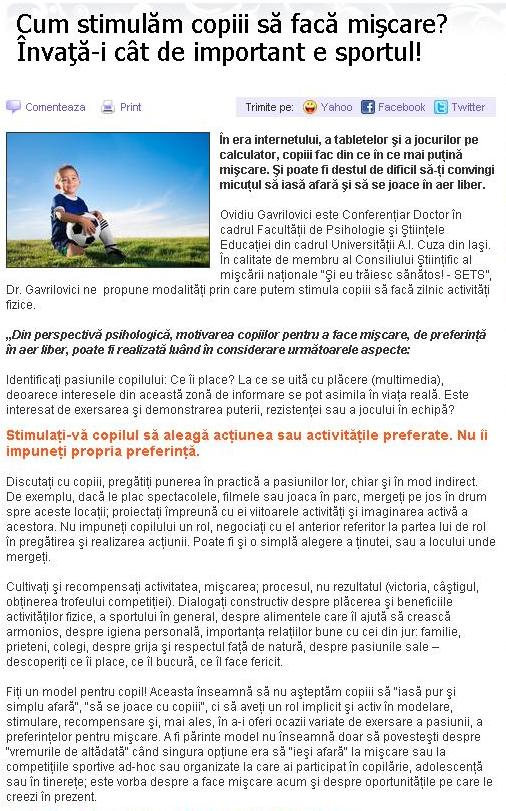 Cum stimulăm copiii să facă mişcare?
Învaţă-i cât de important e sportul!
Comenteaza Print Trimite pe: Yahoo Facebook Twitter
În era internetului, a tabletelor şi a jocurilor pe
calculator, copiii fac din ce în ce mai puţină
mişcare. Şi poate fi destul de dificil să-ţi convingi
micuţul să iasă afară şi să se joace în aer liber.
Ovidiu Gavrilovici este Conferenţiar Doctor în
cadrul Facultăţii de Psihologie şi Ştiinţele
Educaţiei din cadrul Universităţii A.I. Cuza din Iaşi.
În calitate de membru al Consiliului Ştiinţific al
mişcării naţionale "Şi eu trăiesc sănătos! - SETS",
Dr. Gavrilovici ne propune modalităţi prin care putem stimula copiii să facă zilnic activităţi
fizice.
„Din perspectivă psihologică, motivarea copiilor pentru a face mişcare, de preferinţă
în aer liber, poate fi realizată luând în considerare următoarele aspecte:
Identificaţi pasiunile copilului: Ce îi place? La ce se uită cu plăcere (multimedia),
deoarece interesele din această zonă de informare se pot asimila în viaţa reală. Este
interesat de exersarea şi demonstrarea puterii, rezistenţei sau a jocului în echipă?
Stimulaţi-vă copilul să aleagă acţiunea sau activităţile preferate. Nu îi
impuneţi propria preferinţă.
Discutaţi cu copiii, pregătiţi punerea în practică a pasiunilor lor, chiar şi în mod indirect.
De exemplu, dacă le plac spectacolele, filmele sau joaca în parc, mergeţi pe jos în drum
spre aceste locaţii; proiectaţi împreună cu ei viitoarele activităţi şi imaginarea activă a
acestora. Nu impuneţi copilului un rol, negociaţi cu el anterior referitor la partea lui de rol
în pregătirea şi realizarea acţiunii. Poate fi şi o simplă alegere a ţinutei, sau a locului unde
mergeţi.
Cultivaţi şi recompensaţi activitatea, mişcarea; procesul, nu rezultatul (victoria, câştigul,
obţinerea trofeului competiţiei). Dialogaţi constructiv despre plăcerea şi beneficiile
activităţilor fizice, a sportului în general, despre alimentele care îl ajută să crească
armonios, despre igiena personală, importanţa relaţiilor bune cu cei din jur: familie,
prieteni, colegi, despre grija şi respectul faţă de natură, despre pasiunile sale –
descoperiţi ce îi place, ce îl bucură, ce îl face fericit.
Fiţi un model pentru copil! Aceasta înseamnă să nu aşteptăm copiii să "iasă pur şi
simplu afară", "să se joace cu copiii", ci să aveţi un rol implicit şi activ în modelare,
stimulare, recompensare şi, mai ales, în a-i oferi ocazii variate de exersare a pasiunii, a
preferinţelor pentru mişcare. A fi părinte model nu înseamnă doar să povesteşti despre
"vremurile de altădată" când singura opţiune era să "ieşi afară" la mişcare sau la
competiţiile sportive ad-hoc sau organizate la care ai participat în copilărie, adolescenţă
sau în tinereţe; este vorba despre a face mişcare acum şi despre oportunităţile pe care le
creezi în prezent.